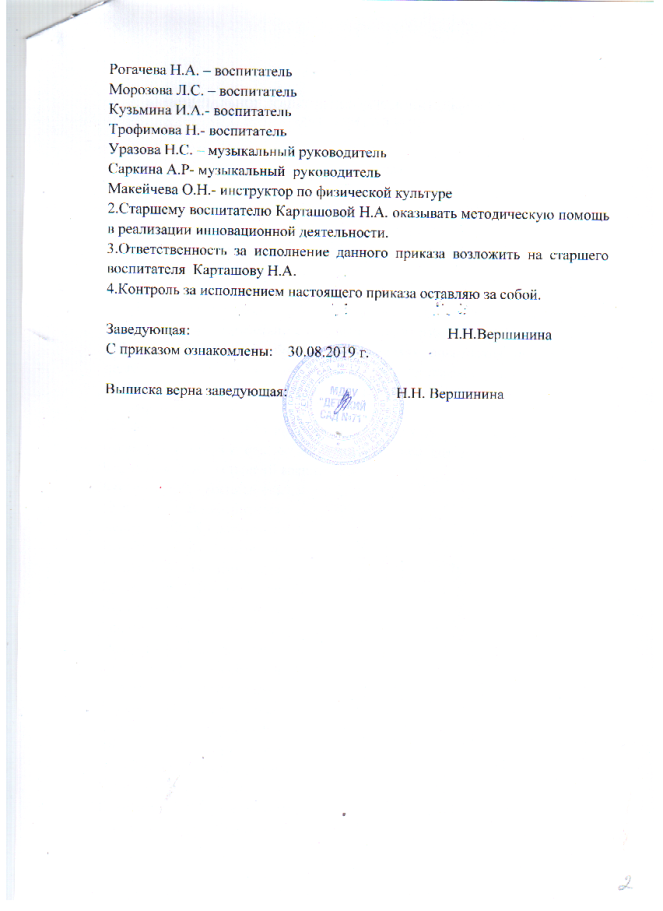 Рогачева Н.А. – воспитатель
Морозова Л.С. – воспитатель
Кузьмина И.А.- воспитатель
Трофимова Н.- воспитатель
Уразова Н.С. – музыкальный руководитель
Саркина А.Р- музыкальный руководитель
Макейчева О.Н.- инструктор по физической культуре
2.Старшему воспитателю Карташовой Н.А. оказывать методическую помощь
в реализации инновационной деятельности.
3.Ответственность за исполнение данного приказа возложить на старшего
воспитателя Карташову Н.А.
4.Контроль за исполнением настоящего приказа оставляю за собой.
Заведующая: Н.Н.Вершинина
С приказом ознакомлены: 30.08.2019 г.
Выписка верна заведующая: Н.Н. Вершинина
"ДЕТСКИЙ
САД
2